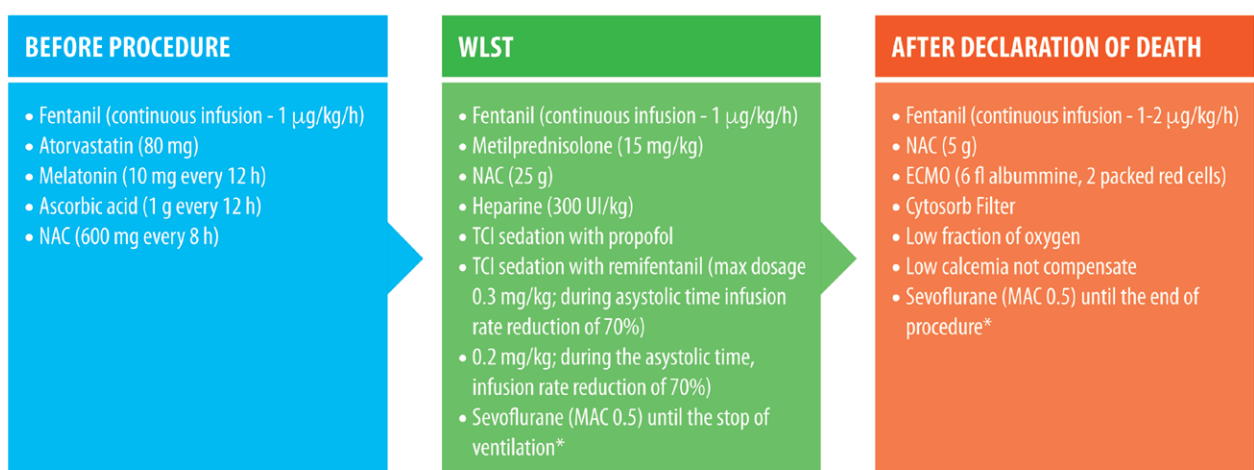 BEFORE PROCEDURE
• Fentanil (continuous infusion - 1 µg/kg/h)
• Atorvastatin (80 mg)
• Melatonin (10 mg every 12 h)
• Ascorbic acid (1 g every 12 h)
• NAC (600 mg every 8 h)
WLST
• Fentanil (continuous infusion - 1 µg/kg/h)
• Metilprednisolone (15 mg/kg)
• NAC (25 g)
• Heparine (300 UI/kg)
• TCI sedation with propofol
• TCI sedation with remifentanil (max dosage
0.3 mg/kg; during asystolic time infusion
rate reduction of 70%)
• 0.2 mg/kg; during the asystolic time,
infusion rate reduction of 70%)
• Sevoflurane (MAC 0.5) until the stop of
ventilation*
AFTER DECLARATION OF DEATH
• Fentanil (continuous infusion - 1-2 µg/kg/h)
• NAC (5 g)
• ECMO (6 fl albummine, 2 packed red cells)
• Cytosorb Filter
• Low fraction of oxygen
• Low calcemia not compensate
• Sevoflurane (MAC 0.5) until the end of
procedure*